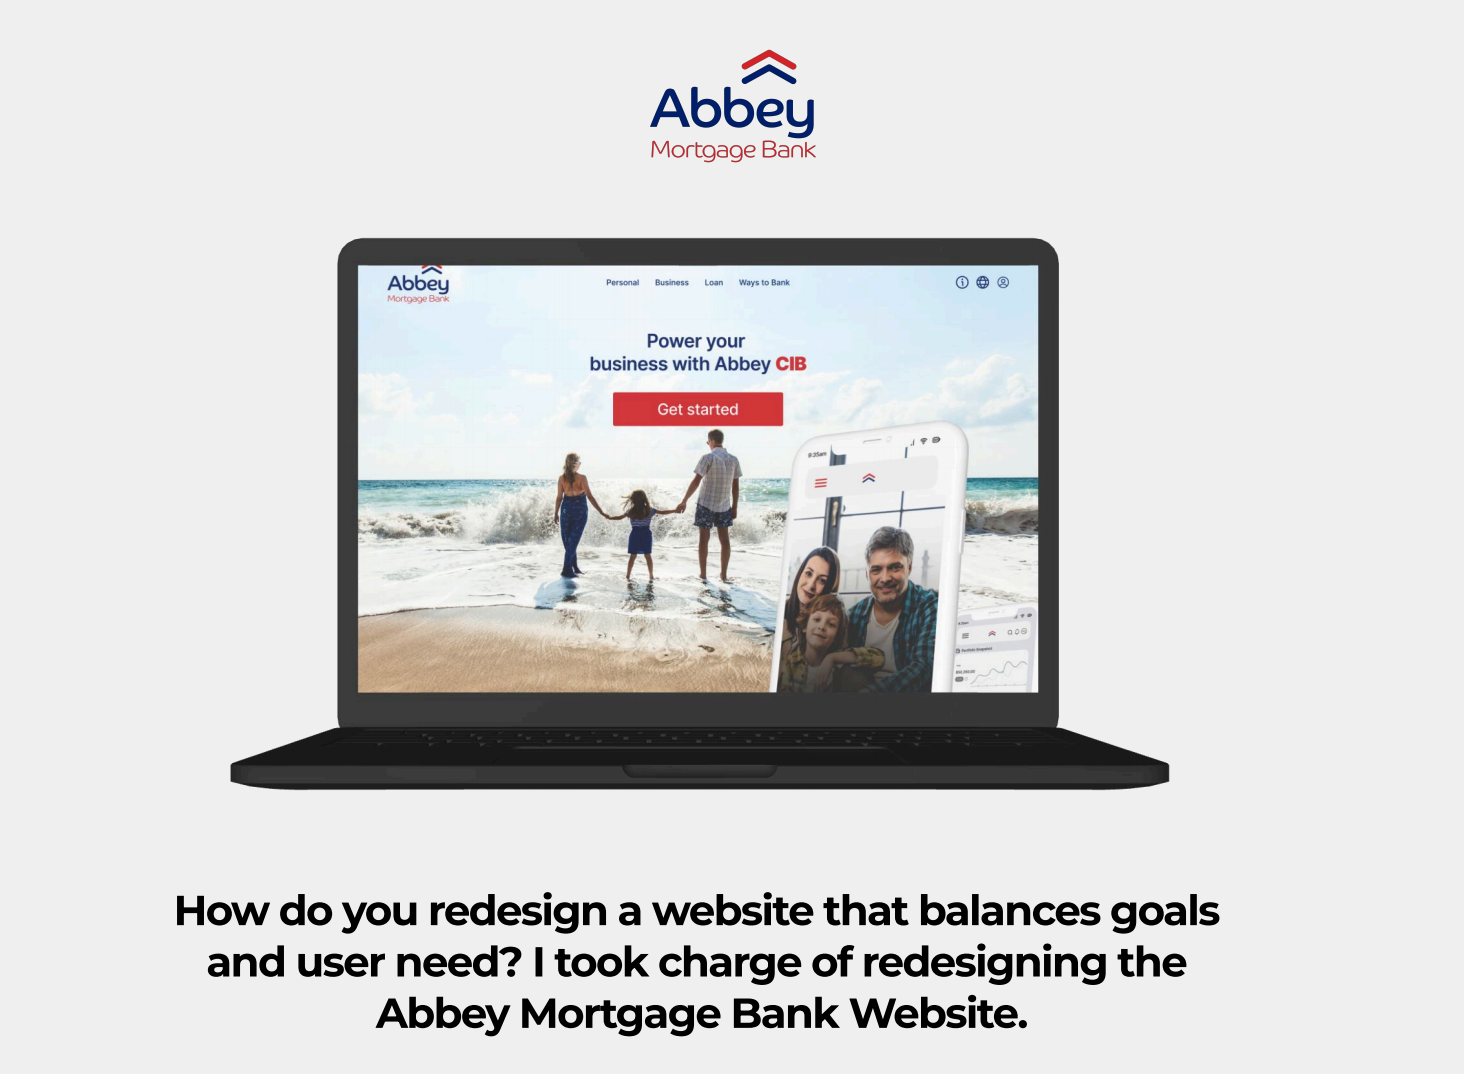 Abbey
Mortgage Bank
Abbey
Mortgage Bank
Personal Business Loan Ways to Bank
Power your
business with Abbey CIB
Get started
9:35am
Portfolio Snapshot
How do you redesign a website that balances goals
and user need? I took charge of redesigning the
Abbey Mortgage Bank Website.